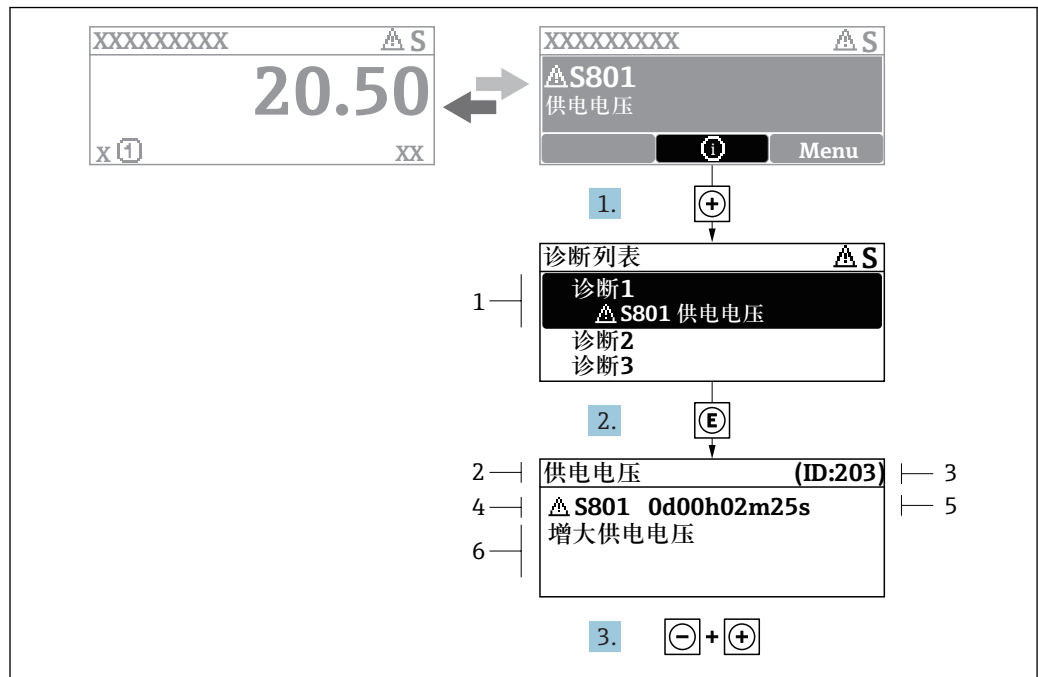 XXXXXXXXX ⚠ S
20.50
x ① XX
XXXXXXXXX ⚠ S
⚠ S801
供电电压
ⓘ Menu
1. +
诊断列表 ⚠ S
1
诊断1
⚠ S801 供电电压
诊断2
诊断3
2. E
2 供电电压 (ID:203) 3
4 ⚠ S801 0d00h02m25s 5
6 增大供电电压
3. − + +